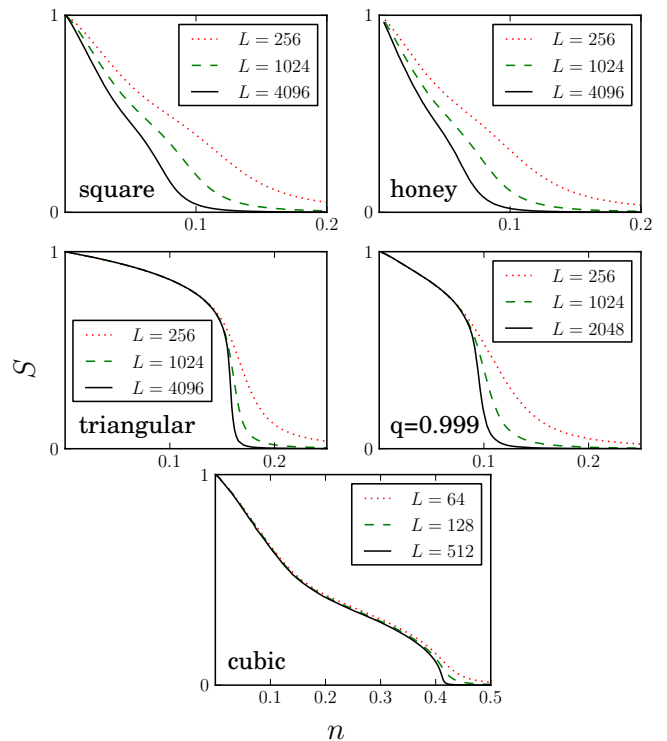 1
L = 256
L = 1024
L = 4096
square
0
0.1
0.2
1
L = 256
L = 1024
L = 4096
honey
0
0.1
0.2
1
L = 256
L = 1024
L = 4096
triangular
0
0.1
0.2
1
L = 256
L = 1024
L = 2048
q=0.999
0
0.1
0.2
S
1
L = 64
L = 128
L = 512
cubic
0
0.1
0.2
0.3
0.4
0.5
n